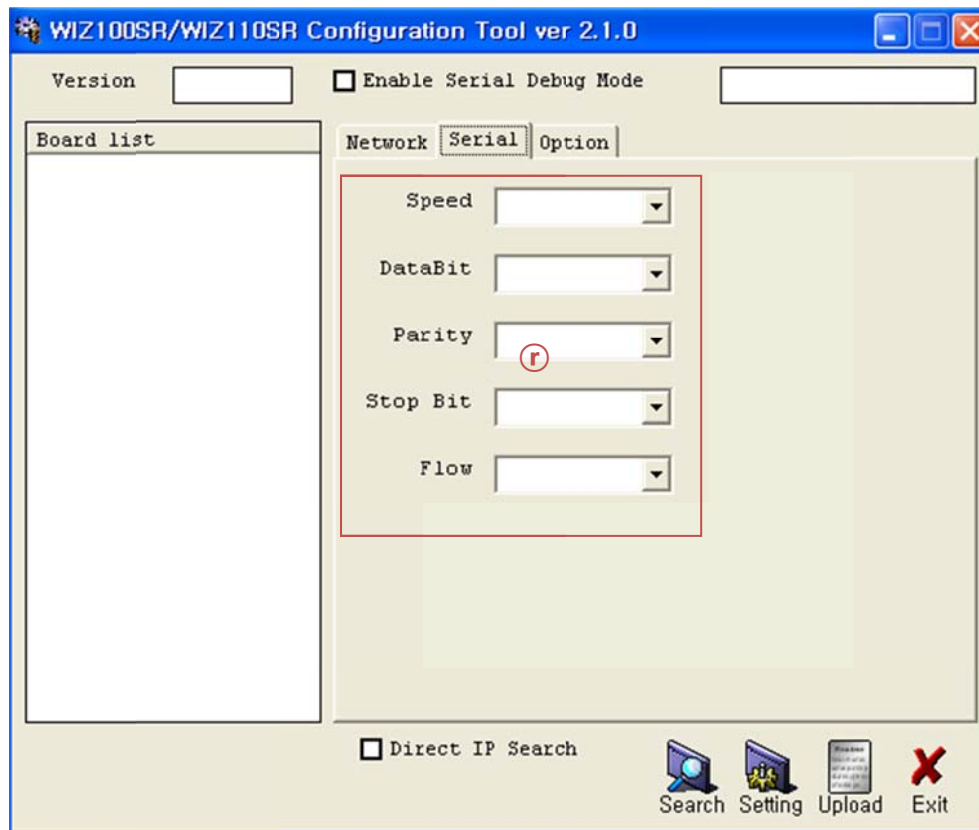 WIZ100SR/WIZ110SR Configuration Tool ver 2.1.0
Version
Enable Serial Debug Mode
Board list
Network Serial Option
Speed
DataBit
Parity
ⓡ
Stop Bit
Flow
Direct IP Search
Search Setting Upload Exit